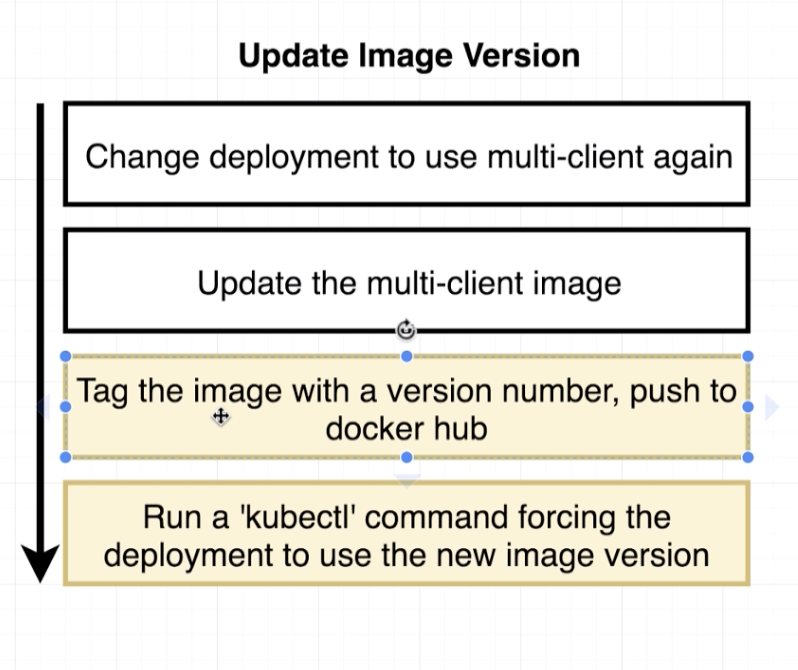 Update Image Version
Change deployment to use multi-client again
Update the multi-client image
Tag the image with a version number, push to
docker hub
Run a 'kubectl' command forcing the
deployment to use the new image version